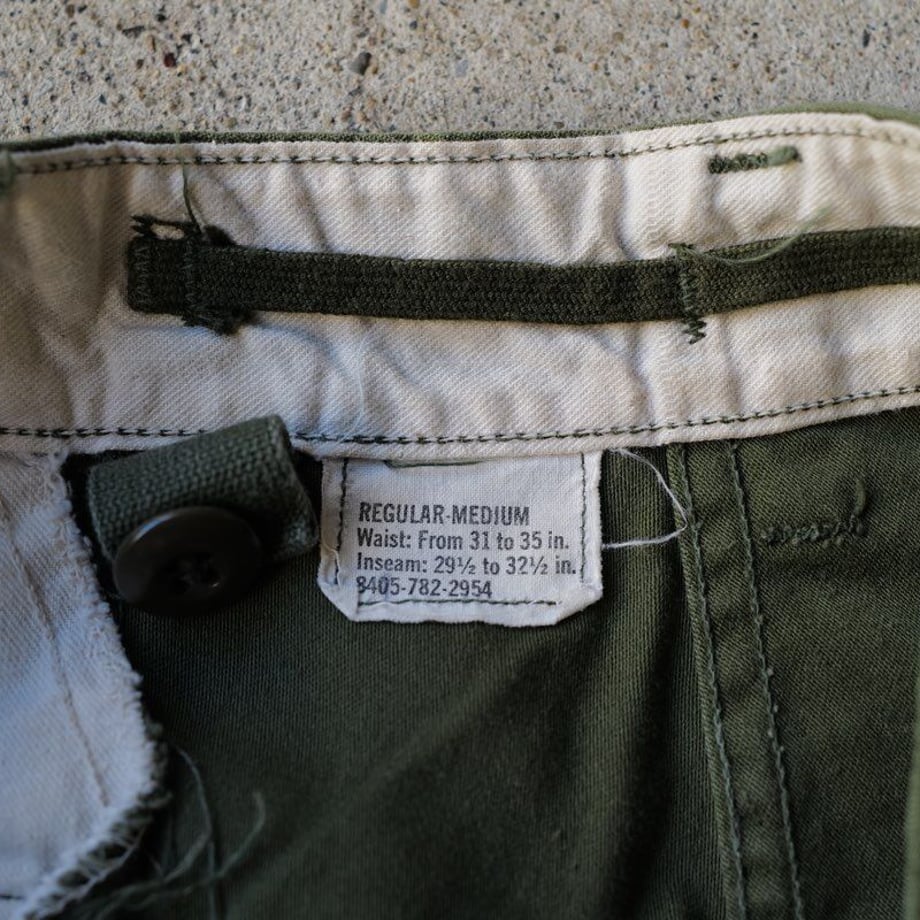 REGULAR-MEDIUM
Waist: From 31 to 35 in.
Inseam: 29½ to 32½ in.
8405-782-2954